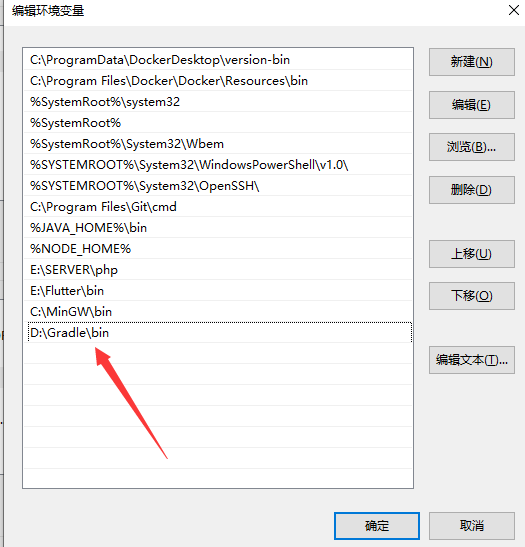 编辑环境变量
C:\ProgramData\DockerDesktop\version-bin
C:\Program Files\Docker\Docker\Resources\bin
%SystemRoot%\system32
%SystemRoot%
%SystemRoot%\System32\Wbem
%SYSTEMROOT%\System32\WindowsPowerShell\v1.0\
%SYSTEMROOT%\System32\OpenSSH\
C:\Program Files\Git\cmd
%JAVA_HOME%\bin
%NODE_HOME%
E:\SERVER\php
E:\Flutter\bin
C:\MinGW\bin
D:\Gradle\bin
新建(N)
编辑(E)
浏览(B)...
删除(D)
上移(U)
下移(O)
编辑文本(T)...
确定
取消